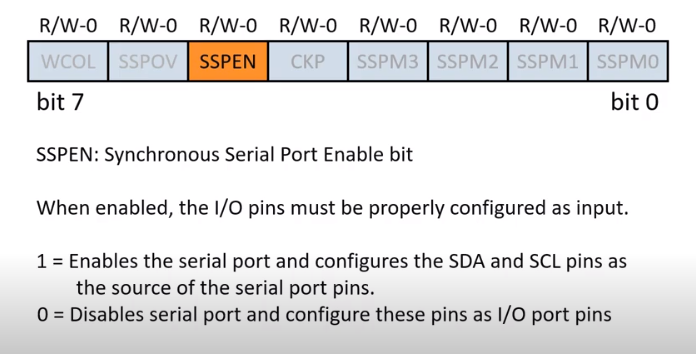 R/W-0 R/W-0 R/W-0 R/W-0 R/W-0 R/W-0 R/W-0 R/W-0
WCOL SSPOV SSPEN CKP SSPM3 SSPM2 SSPM1 SSPM0
bit 7 bit 0
SSPEN: Synchronous Serial Port Enable bit
When enabled, the I/O pins must be properly configured as input.
1 = Enables the serial port and configures the SDA and SCL pins as
the source of the serial port pins.
0 = Disables serial port and configure these pins as I/O port pins